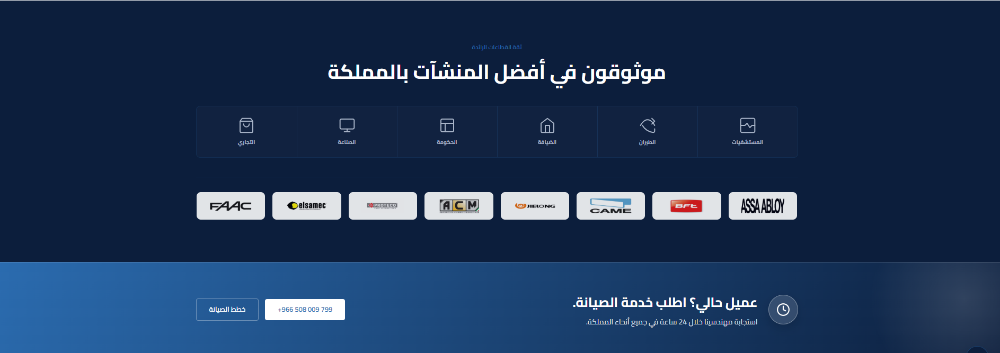 ثقة القطاعات الرائدة
موثوقون في أفضل المنشآت بالمملكة
المستشفيات
الطيران
الضيافة
الحكومة
الصناعة
التجاري
ASSA ABLOY
BFT
CAME
JIELONG
ACM
PROTECO
elsamec
FAAC
عميل حالي؟ اطلب خدمة الصيانة.
استجابة مهندسينا خلال 24 ساعة في جميع أنحاء المملكة.
+966 508 009 799
خطط الصيانة